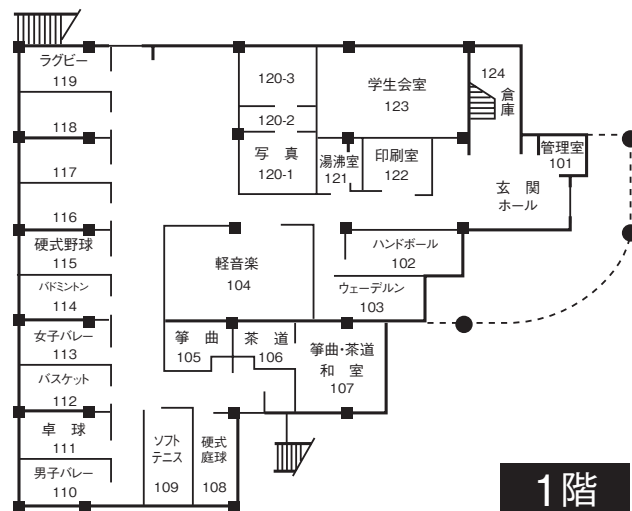 ラグビー
119
118
117
116
硬式野球
115
バドミントン
114
女子バレー
113
バスケット
112
卓 球
111
男子バレー
110
ソフト
テニス
109
硬式
庭球
108
120-3
120-2
写 真
120-1
学生会室
123
124
倉庫
湯沸室
121
印刷室
122
管理室
101
玄 関
ホール
軽音楽
104
ハンドボール
102
ウェーデルン
103
箏曲
105
茶道
106
箏曲・茶道
和 室
107
1階